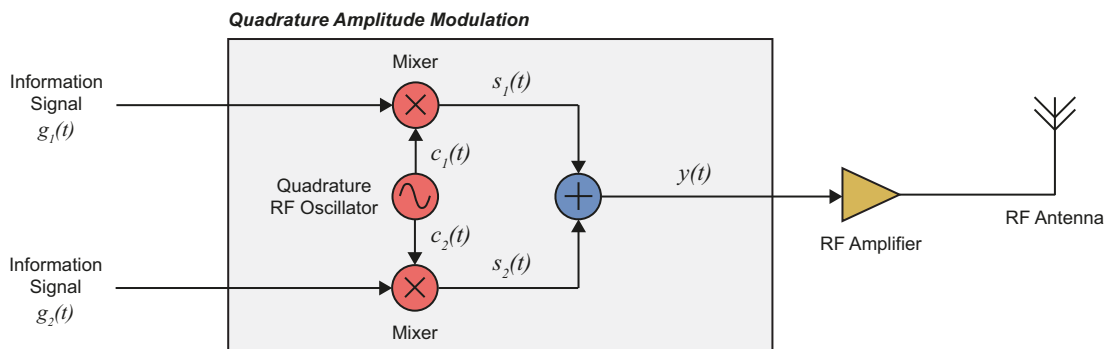 Quadrature Amplitude Modulation
Information
Signal
g₁(t)
Mixer
s₁(t)
c₁(t)
Quadrature
RF Oscillator
c₂(t)
y(t)
RF Amplifier
RF Antenna
Information
Signal
g₂(t)
s₂(t)
Mixer